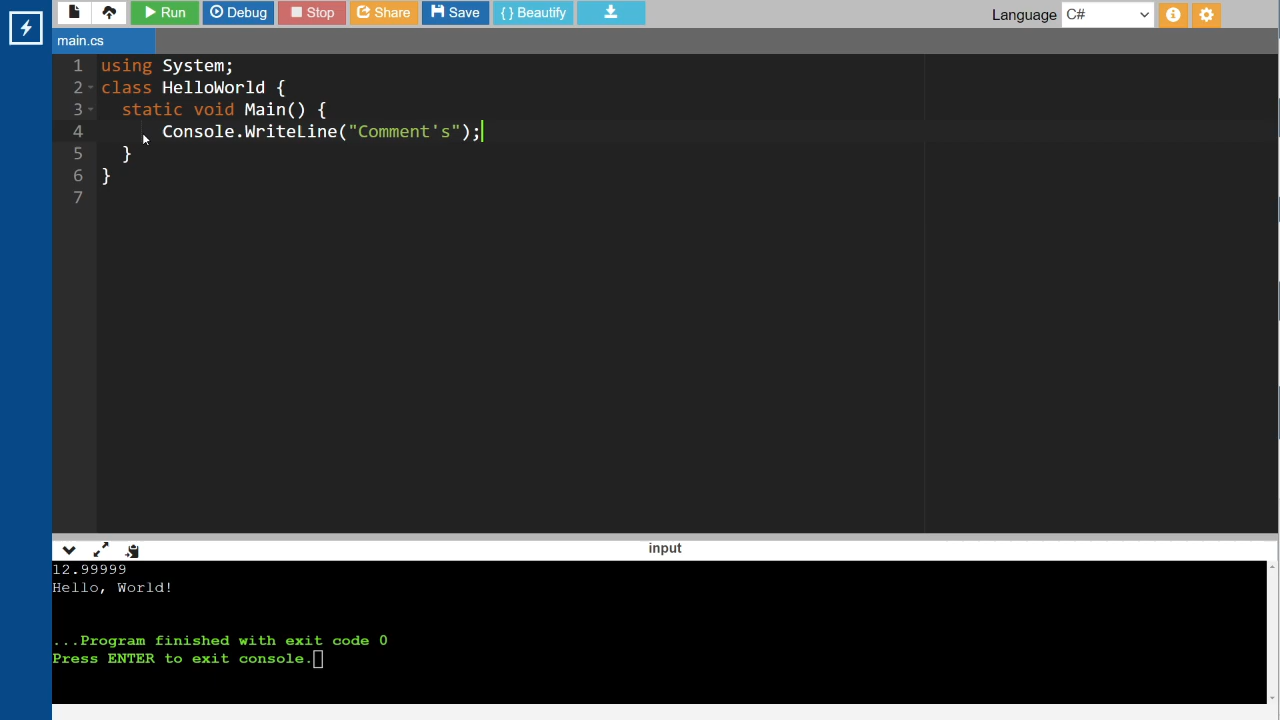 Run Debug Stop Share Save { } Beautify Language C#
main.cs
1 using System;
2 class HelloWorld {
3 static void Main() {
4 Console.WriteLine("Comment's");
5 }
6 }
7
input
12.99999
Hello, World!
...Program finished with exit code 0
Press ENTER to exit console.